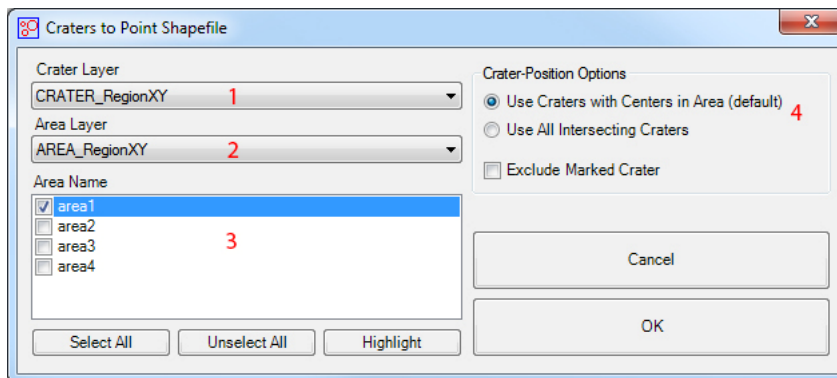 Craters to Point Shapefile
Crater Layer
CRATER_RegionXY 1
Area Layer
AREA_RegionXY 2
Area Name
area1
area2
area3
area4
3
Select All
Unselect All
Highlight
Crater-Position Options
Use Craters with Centers in Area (default)
4
Use All Intersecting Craters
Exclude Marked Crater
Cancel
OK